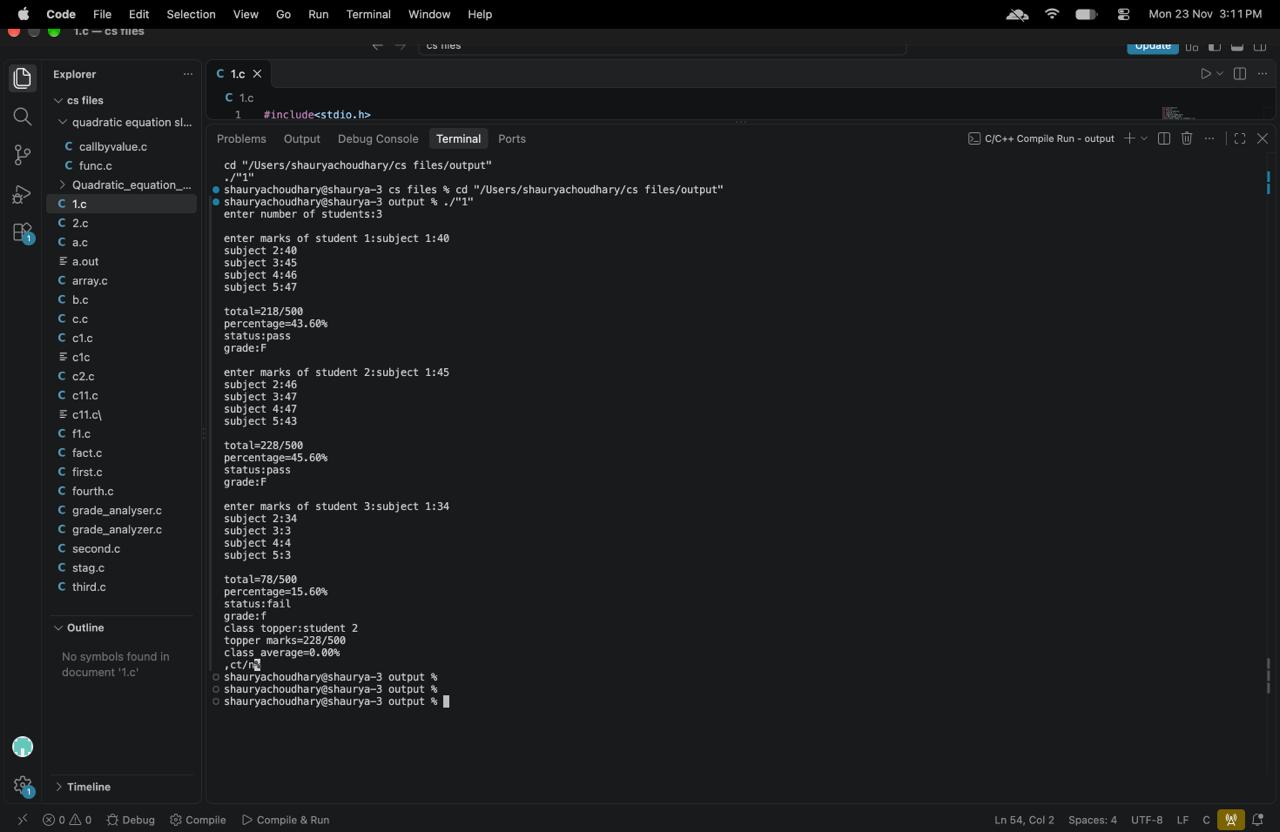 Code File Edit Selection View Go Run Terminal Window Help Mon 23 Nov 3:11 PM
1.c — cs files
cs files
Update
Explorer
cs files
quadratic equation sl...
callbyvalue.c
func.c
Quadratic_equation_...
1.c
2.c
a.c
a.out
array.c
b.c
c.c
c1.c
c1c
c2.c
c11.c
c11.c\
f1.c
fact.c
first.c
fourth.c
grade_analyser.c
grade_analyzer.c
second.c
stag.c
third.c
Outline
No symbols found in
document '1.c'
Timeline
1
1
C 1.c
C 1.c
1 #include<stdio.h>
Problems Output Debug Console Terminal Ports C/C++ Compile Run - output
cd "/Users/shauryachoudhary/cs files/output"
./"1"
shauryachoudhary@shaurya-3 cs files % cd "/Users/shauryachoudhary/cs files/output"
shauryachoudhary@shaurya-3 output % ./"1"
enter number of students:3
enter marks of student 1:subject 1:40
subject 2:40
subject 3:45
subject 4:46
subject 5:47
total=218/500
percentage=43.60%
status:pass
grade:F
enter marks of student 2:subject 1:45
subject 2:46
subject 3:47
subject 4:47
subject 5:43
total=228/500
percentage=45.60%
status:pass
grade:F
enter marks of student 3:subject 1:34
subject 2:34
subject 3:3
subject 4:4
subject 5:3
total=78/500
percentage=15.60%
status:fail
grade:f
class topper:student 2
topper marks=228/500
class average=0.00%
,ct/n%
shauryachoudhary@shaurya-3 output %
shauryachoudhary@shaurya-3 output %
shauryachoudhary@shaurya-3 output %
0 0 Debug Compile Compile & Run Ln 54, Col 2 Spaces: 4 UTF-8 LF C